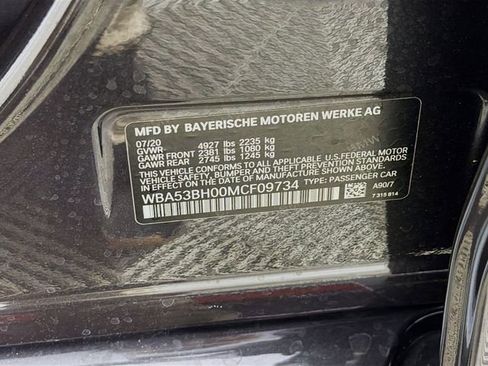 MFD BY BAYERISCHE MOTOREN WERKE AG
07/20
GVWR 4927 lbs 2235 kg
GAWR FRONT 2381 lbs 1080 kg
GAWR REAR 2745 lbs 1245 kg
THIS VEHICLE CONFORMS TO ALL APPLICABLE U.S. FEDERAL MOTOR
VEHICLE SAFETY, BUMPER, AND THEFT PREVENTION STANDARDS IN
EFFECT ON THE DATE OF MANUFACTURE SHOWN ABOVE.
WBA53BH00MCF09734 TYPE: PASSENGER CAR
A90/7
7 315 814